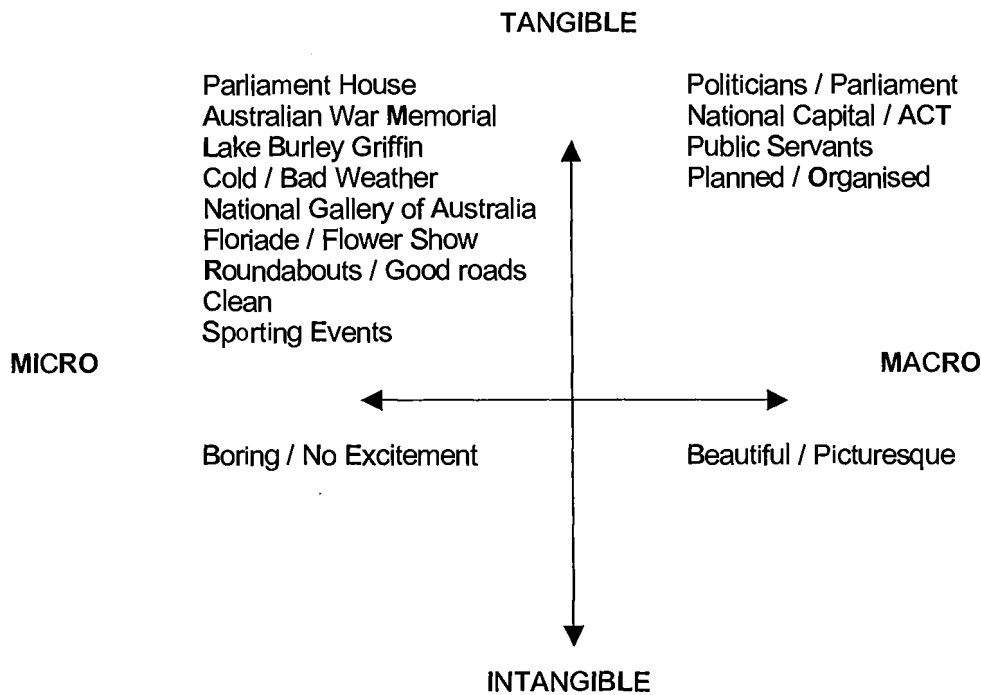 TANGIBLE
Parliament House
Australian War Memorial
Lake Burley Griffin
Cold / Bad Weather
National Gallery of Australia
Floriade / Flower Show
Roundabouts / Good roads
Clean
Sporting Events
Politicians / Parliament
National Capital / ACT
Public Servants
Planned / Organised
MICRO
MACRO
Boring / No Excitement
Beautiful / Picturesque
INTANGIBLE